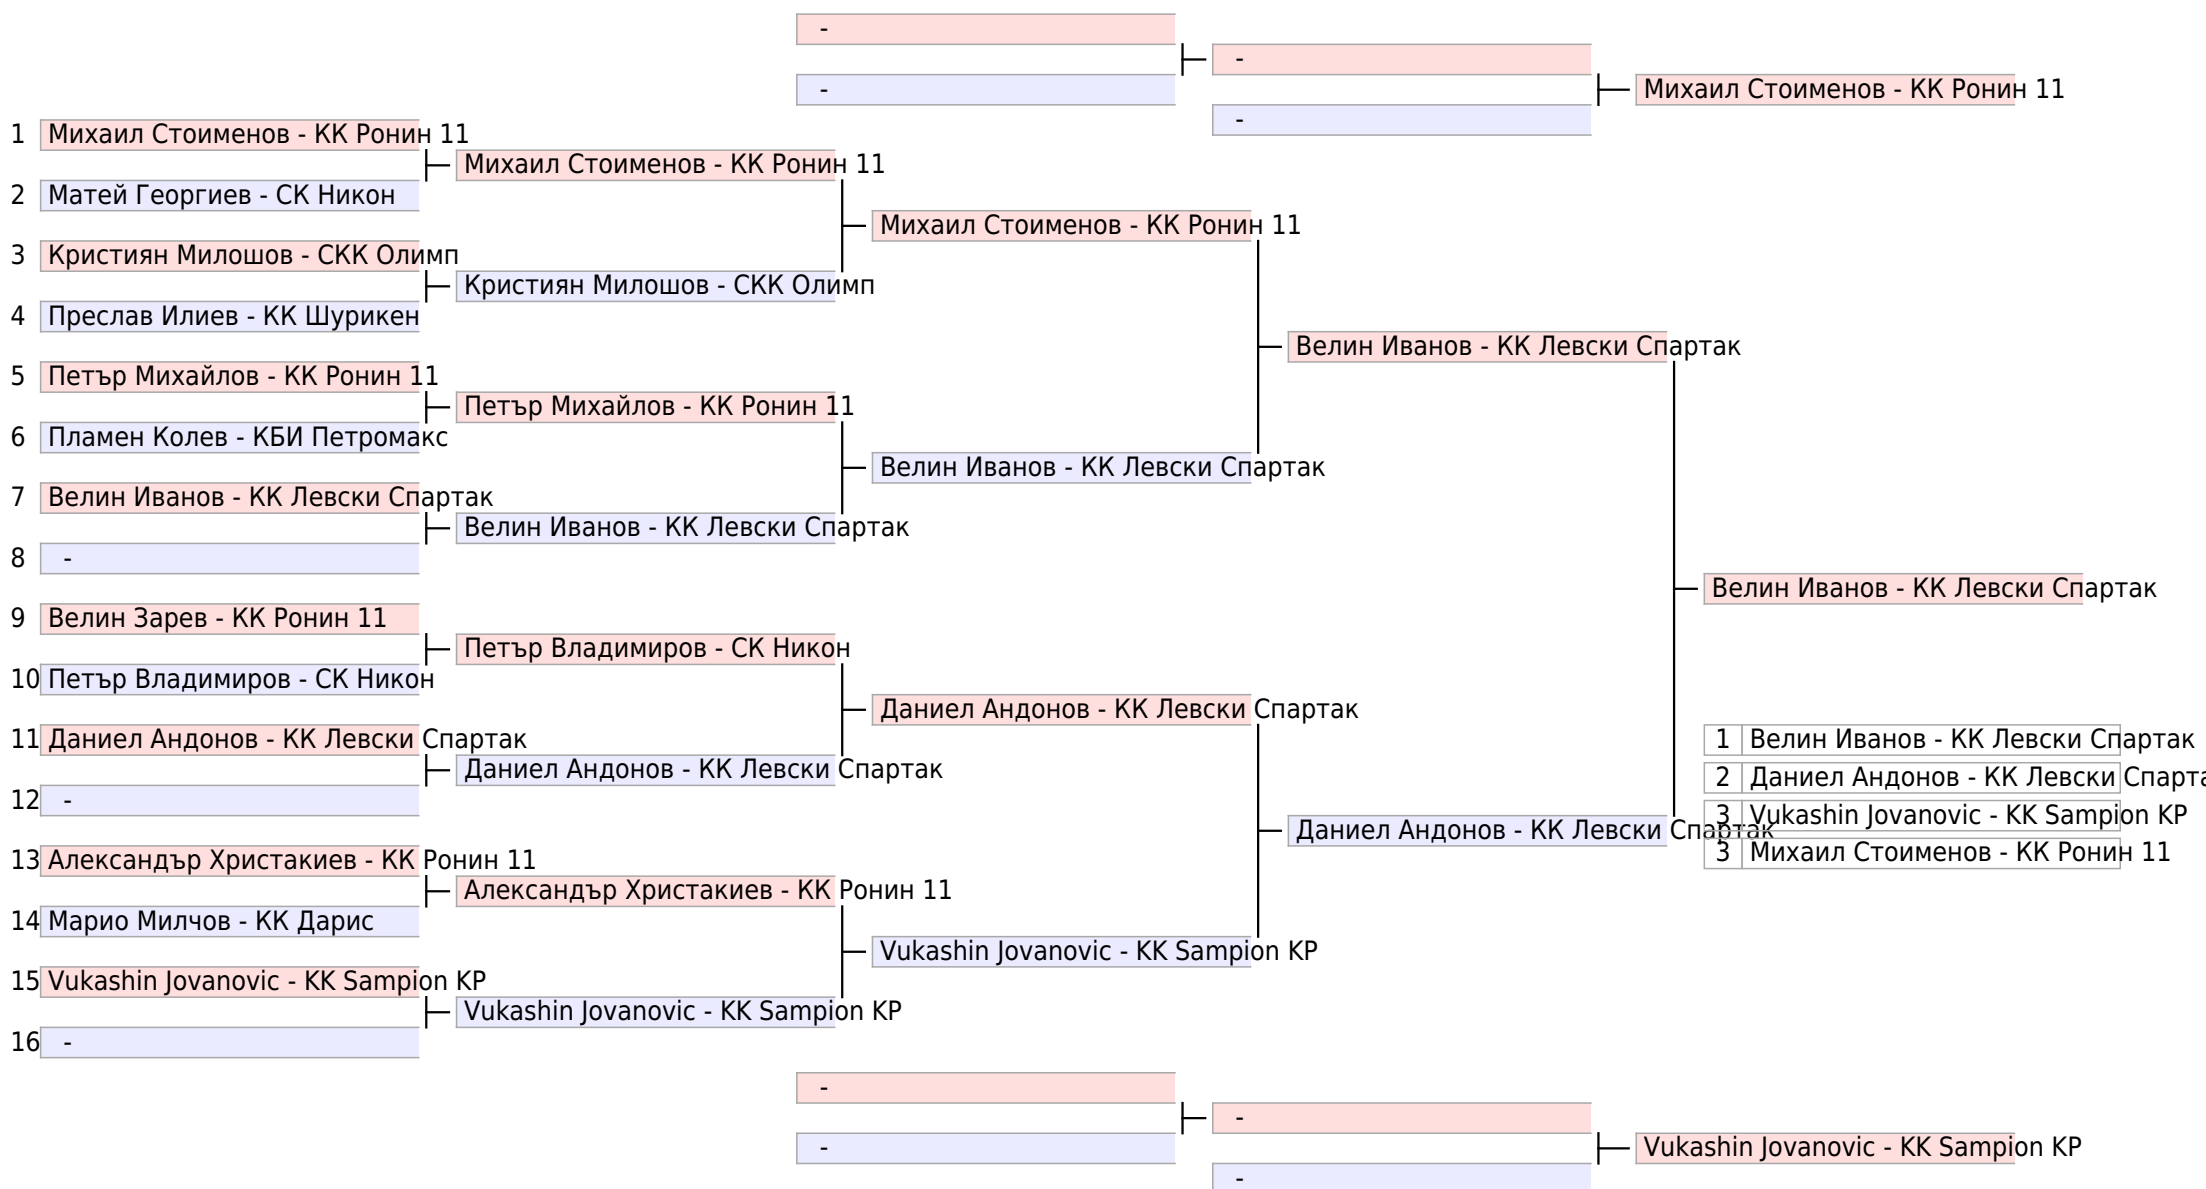 -
-
-
-
Михаил Стоименов - КК Ронин 11
1 Михаил Стоименов - КК Ронин 11
2 Матей Георгиев - СК Никон
3 Кристиян Милошов - СКК Олимп
4 Преслав Илиев - КК Шурикен
5 Петър Михайлов - КК Ронин 11
6 Пламен Колев - КБИ Петромакс
7 Велин Иванов - КК Левски Спартак
8 -
9 Велин Зарев - КК Ронин 11
10 Петър Владимиров - СК Никон
11 Даниел Андонов - КК Левски Спартак
12 -
13 Александър Христакиев - КК Ронин 11
14 Марио Милчов - КК Дарис
15 Vukashin Jovanovic - KK Sampion KP
16 -
Михаил Стоименов - КК Ронин 11
Кристиян Милошов - СКК Олимп
Петър Михайлов - КК Ронин 11
Велин Иванов - КК Левски Спартак
Петър Владимиров - СК Никон
Даниел Андонов - КК Левски Спартак
Александър Христакиев - КК Ронин 11
Vukashin Jovanovic - KK Sampion KP
Михаил Стоименов - КК Ронин 11
Велин Иванов - КК Левски Спартак
Даниел Андонов - КК Левски Спартак
Vukashin Jovanovic - KK Sampion KP
Велин Иванов - КК Левски Спартак
Даниел Андонов - КК Левски Спартак
Велин Иванов - КК Левски Спартак
1 Велин Иванов - КК Левски Спартак
2 Даниел Андонов - КК Левски Спарта
3 Vukashin Jovanovic - KK Sampion KP
3 Михаил Стоименов - КК Ронин 11
-
-
-
-
Vukashin Jovanovic - KK Sampion KP